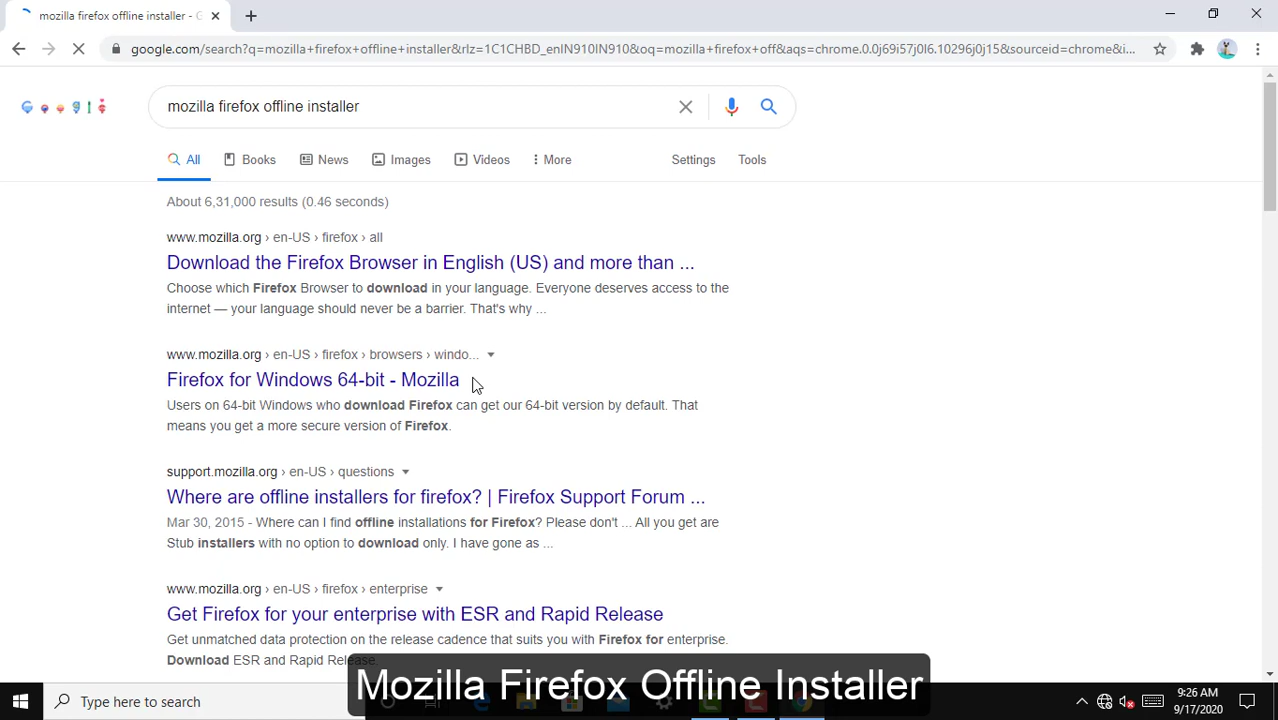 mozilla firefox offline installer - G
google.com/search?q=mozilla+firefox+offline+installer&rlz=1C1CHBD_enIN910IN910&oq=mozilla+firefox+off&aqs=chrome.0.0j69i57j0l6.10296j0j15&sourceid=chrome&i...
Google
mozilla firefox offline installer
All Books News Images Videos More Settings Tools
About 6,31,000 results (0.46 seconds)
www.mozilla.org › en-US › firefox › all
Download the Firefox Browser in English (US) and more than ...
Choose which Firefox Browser to download in your language. Everyone deserves access to the
internet — your language should never be a barrier. That's why ...
www.mozilla.org › en-US › firefox › browsers › windo...
Firefox for Windows 64-bit - Mozilla
Users on 64-bit Windows who download Firefox can get our 64-bit version by default. That
means you get a more secure version of Firefox.
support.mozilla.org › en-US › questions
Where are offline installers for firefox? | Firefox Support Forum ...
Mar 30, 2015 - Where can I find offline installations for Firefox? Please don't ... All you get are
Stub installers with no option to download only. I have gone as ...
www.mozilla.org › en-US › firefox › enterprise
Get Firefox for your enterprise with ESR and Rapid Release
Get unmatched data protection on the release cadence that suits you with Firefox for enterprise.
Download ESR and Rapid Release.
Mozilla Firefox Offline Installer
Type here to search
9:26 AM
9/17/2020